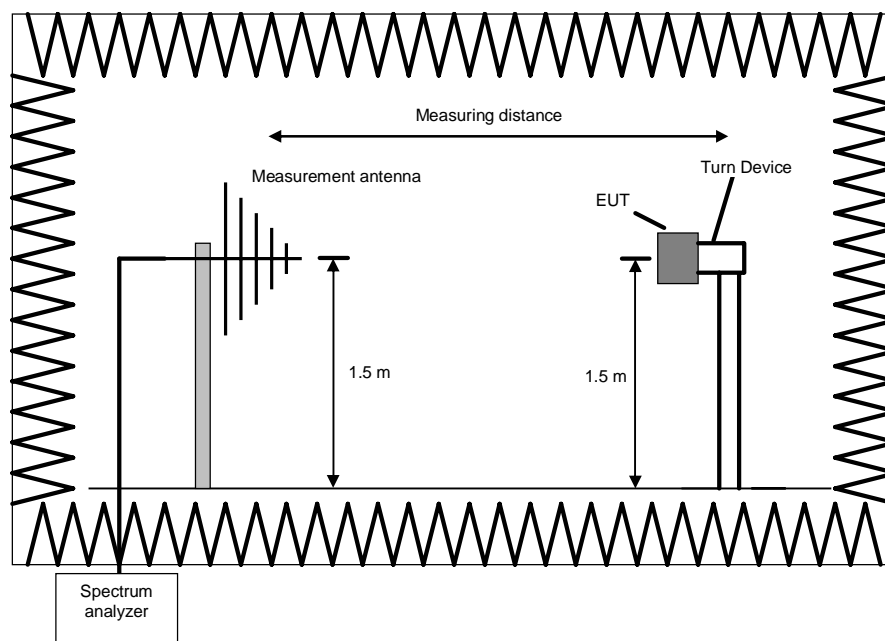 Measuring distance
Measurement antenna
Turn Device
EUT
1.5 m
1.5 m
Spectrum
analyzer